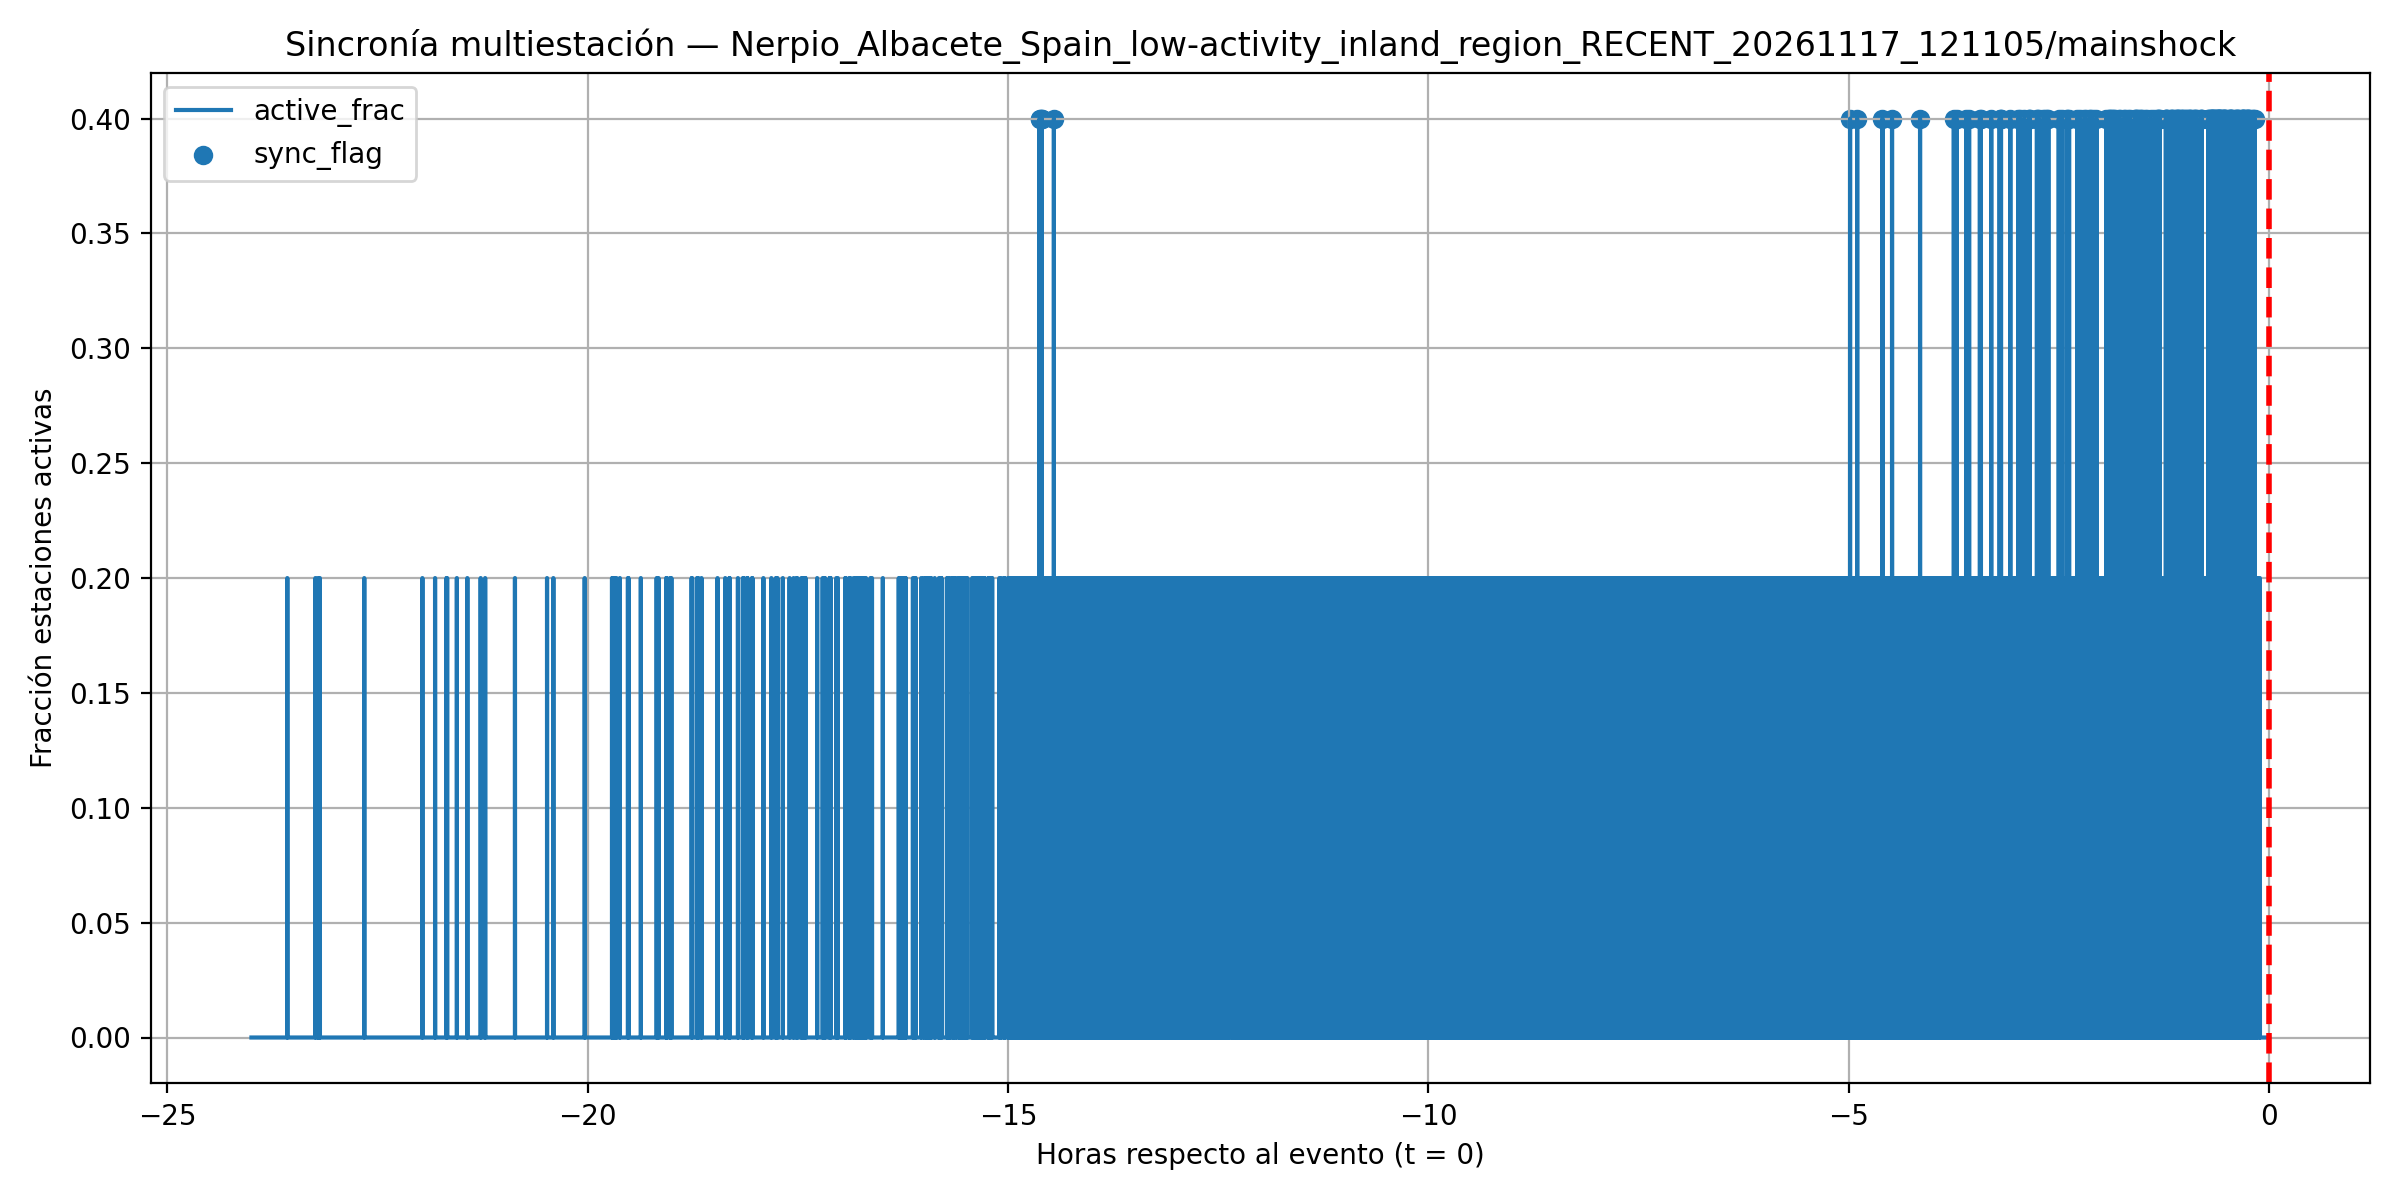 Sincronía multiestación — Nerpio_Albacete_Spain_low-activity_inland_region_RECENT_20261117_121105/mainshock
active_frac
sync_flag
0.40
0.35
0.30
0.25
0.20
0.15
0.10
0.05
0.00
Fracción estaciones activas
−25 −20 −15 −10 −5 0
Horas respecto al evento (t = 0)